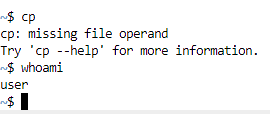 ~$ cp
cp: missing file operand
Try 'cp --help' for more information.
~$ whoami
user
~$